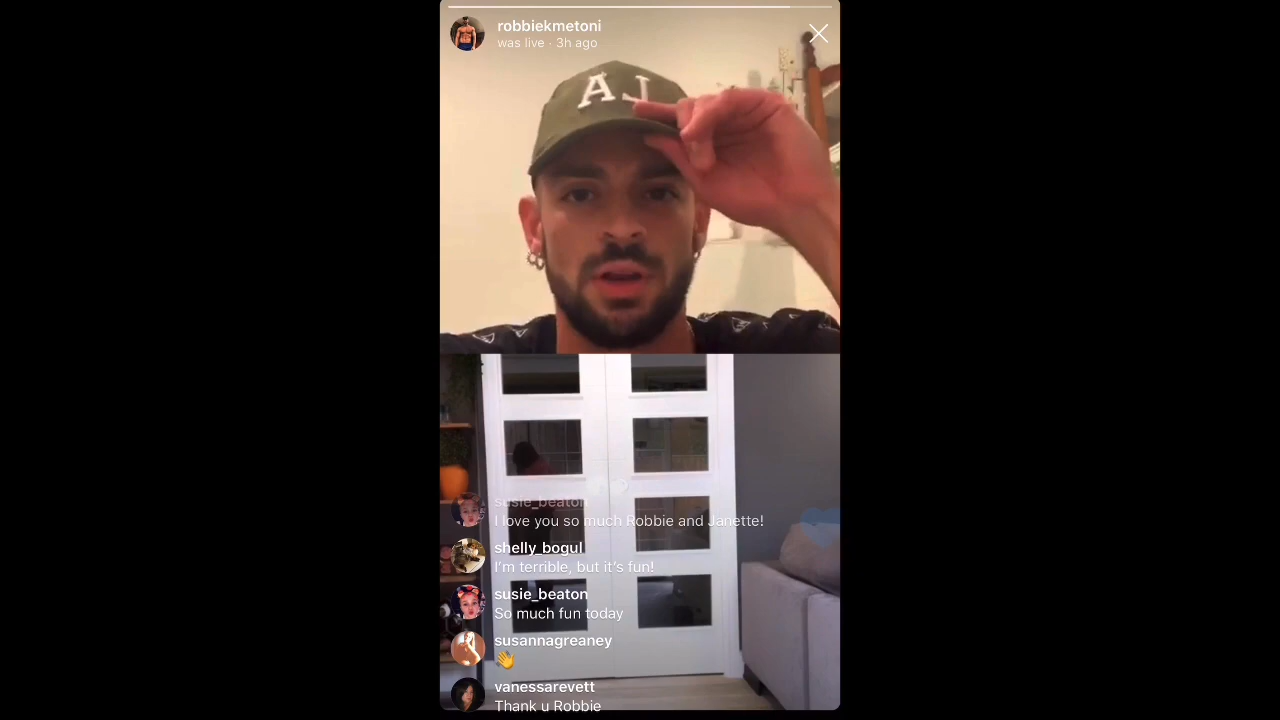 robbiekmetoni
was live · 3h ago
AJ
susie_beaton
I love you so much Robbie and Janette!
shelly_bogul
I'm terrible, but it's fun!
susie_beaton
So much fun today
susannagreaney
👋
vanessarevett
Thank u Robbie